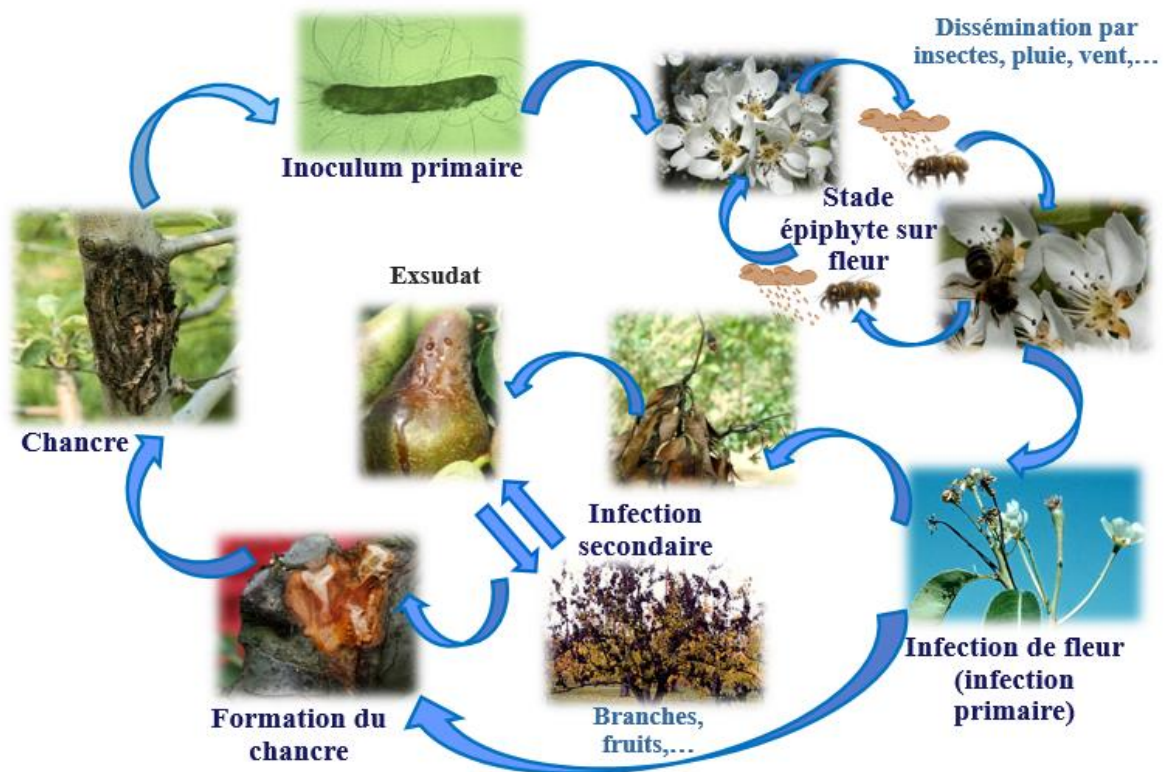 Dissémination par
insectes, pluie, vent,…
Inoculum primaire
Stade
épiphyte sur
fleur
Exsudat
Chancre
Infection
secondaire
Infection de fleur
(infection
primaire)
Formation du
chancre
Branches,
fruits,…